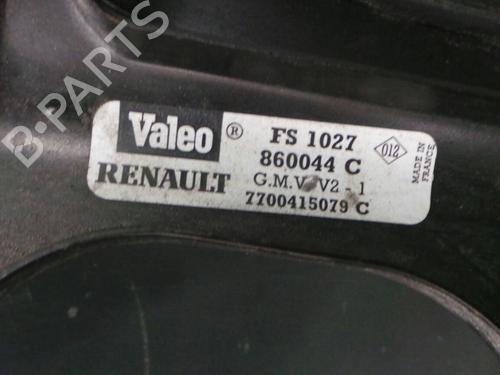 B-PARTS
Valeo ® FS 1027 012
860044 C MADE IN FRANCE
RENAULT G.M.V. V2-1
7700415079 C